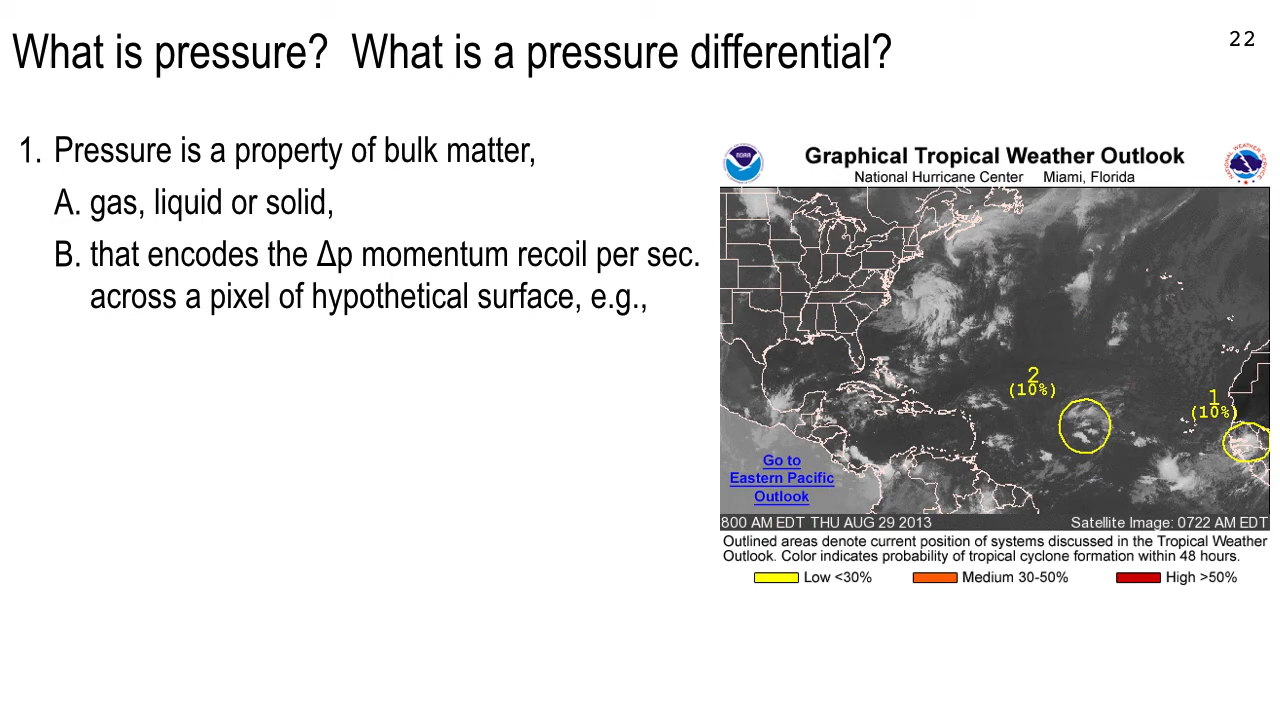 What is pressure?  What is a pressure differential?
22
1. Pressure is a property of bulk matter,
A. gas, liquid or solid,
B. that encodes the Δp momentum recoil per sec.
across a pixel of hypothetical surface, e.g.,
NOAA
Graphical Tropical Weather Outlook
National Hurricane Center Miami, Florida
2
(10%)
1
(10%)
Go to
Eastern Pacific
Outlook
800 AM EDT THU AUG 29 2013 Satellite Image: 0722 AM EDT
Outlined areas denote current position of systems discussed in the Tropical Weather
Outlook. Color indicates probability of tropical cyclone formation within 48 hours.
Low <30% Medium 30-50% High >50%